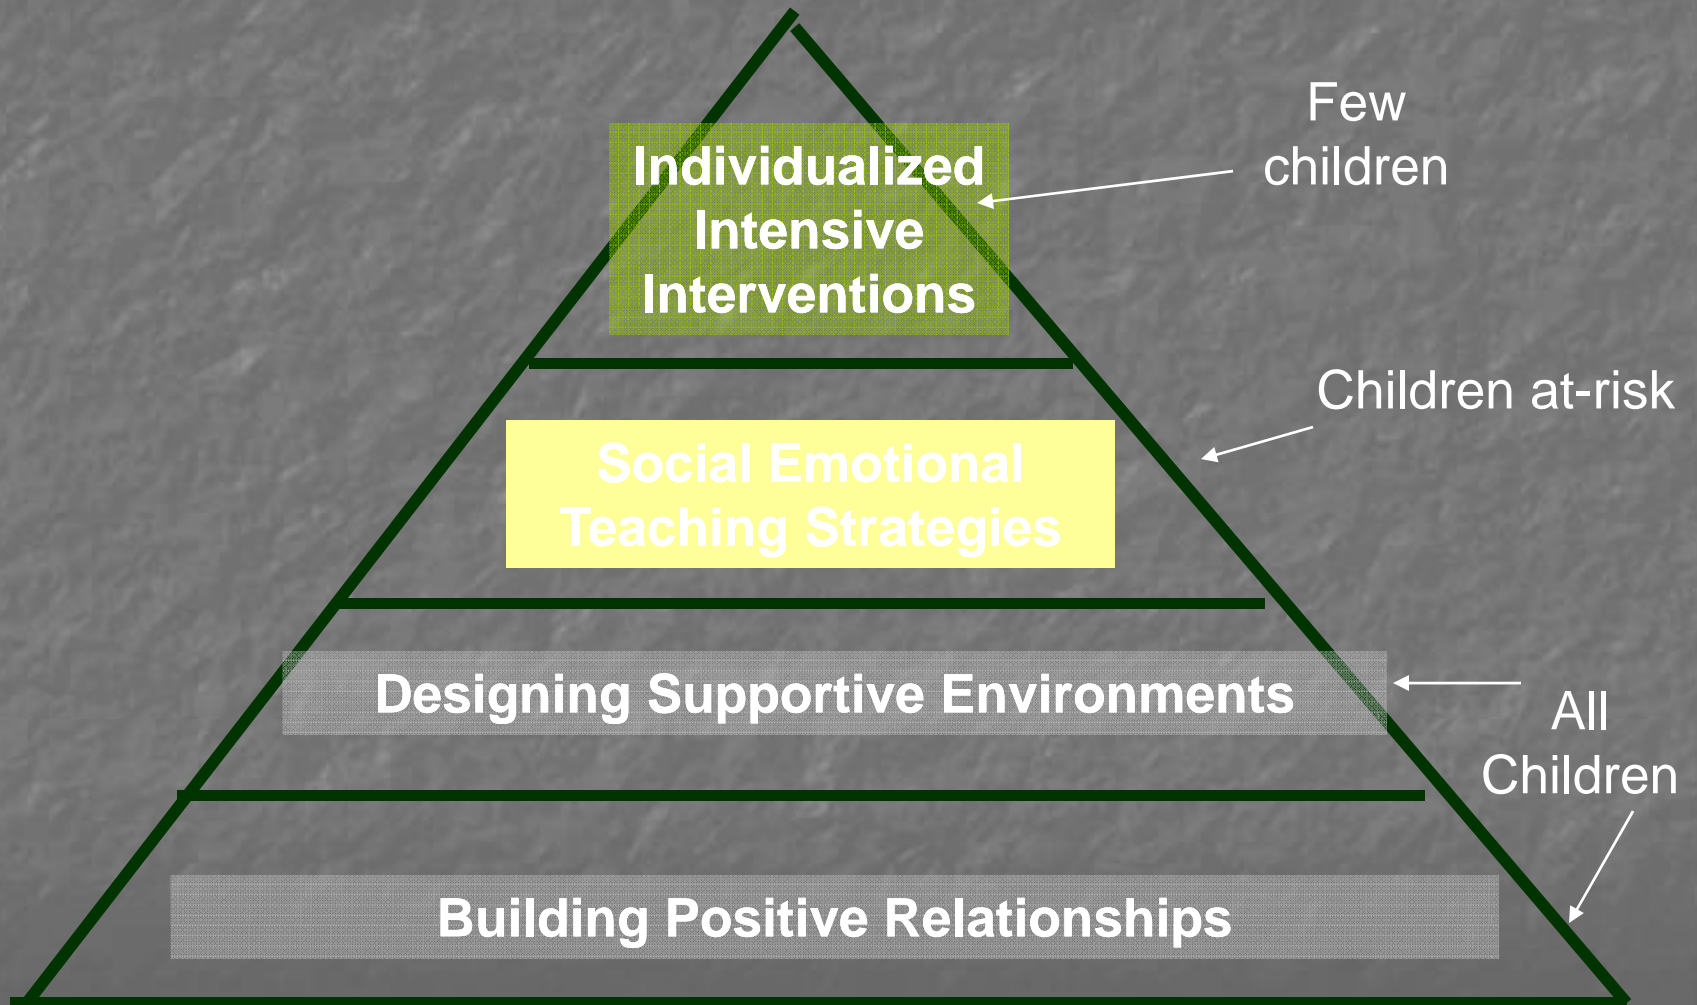 Few
children
Individualized
Intensive
Interventions
Children at-risk
Social Emotional
Teaching Strategies
Designing Supportive Environments
All
Children
Building Positive Relationships